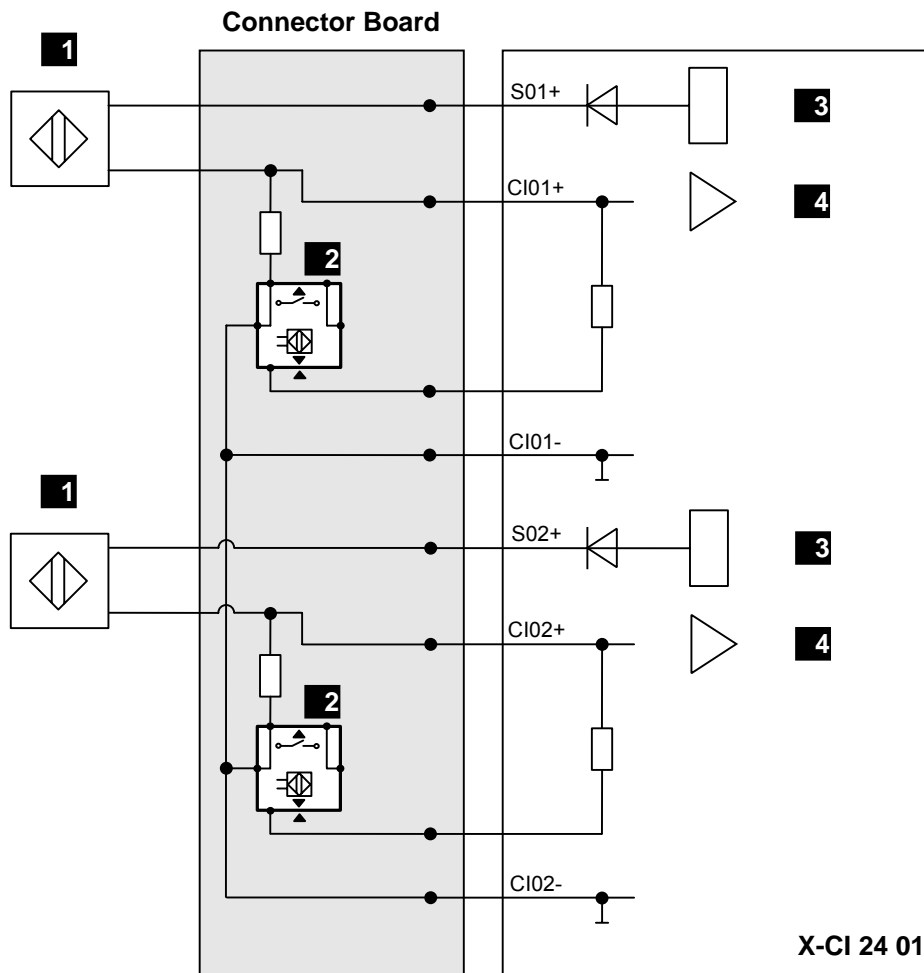 Connector Board
1
S01+
3
CI01+
4
2
CI01-
1
S02+
3
CI02+
4
2
CI02-
X-CI 24 01